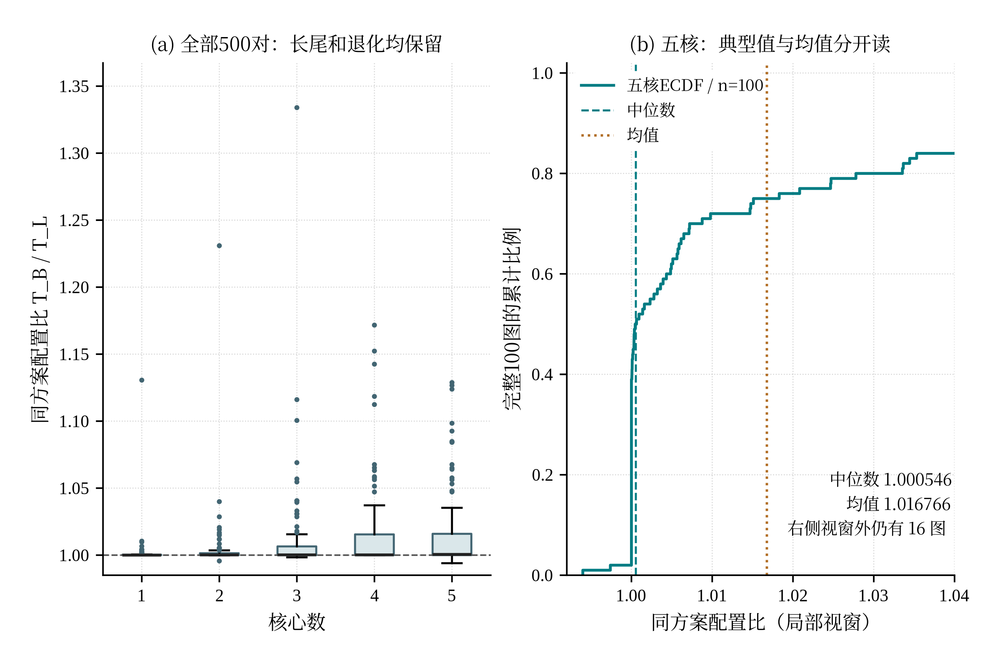 (a) 全部500对：长尾和退化均保留
同方案配置比 T_B / T_L
1.35
1.30
1.25
1.20
1.15
1.10
1.05
1.00
1 2 3 4 5
核心数
(b) 五核：典型值与均值分开读
完整100图的累计比例
1.0
0.8
0.6
0.4
0.2
0.0
五核ECDF / n=100
中位数
均值
中位数 1.000546
均值 1.016766
右侧视窗外仍有 16 图
1.00 1.01 1.02 1.03 1.04
同方案配置比（局部视窗）